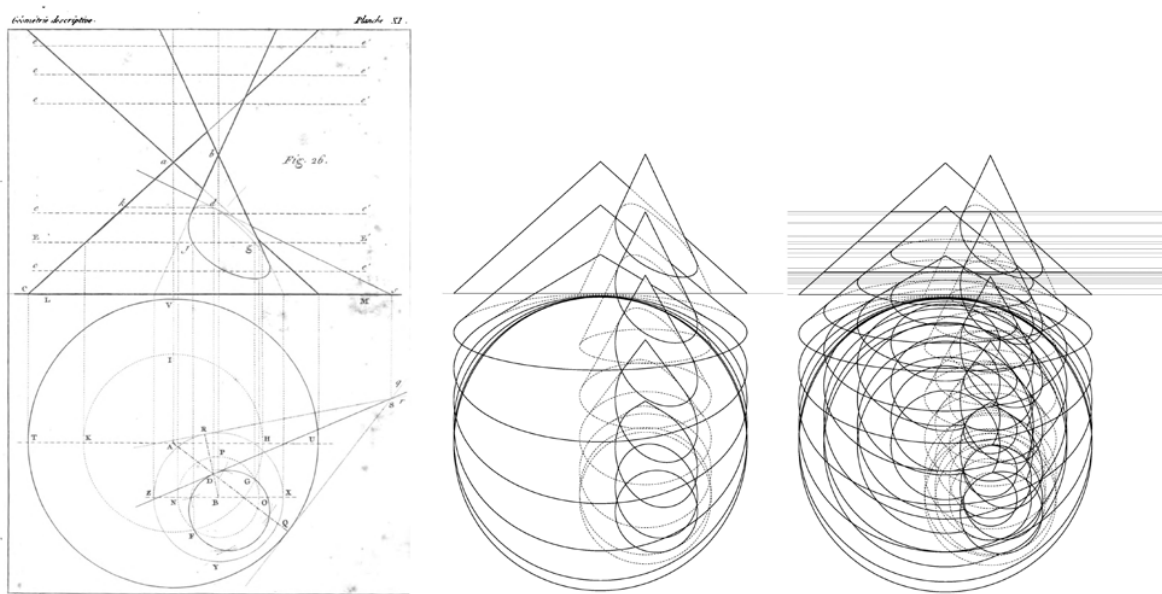 Géométrie descriptive. Planche XI.
e e'
e e'
e e'
a b Fig. 26.
k
e d e'
E f g E'
e e'
C
L V M
I
R
T K A H U
P
D G
N B O X
Q
F
Y